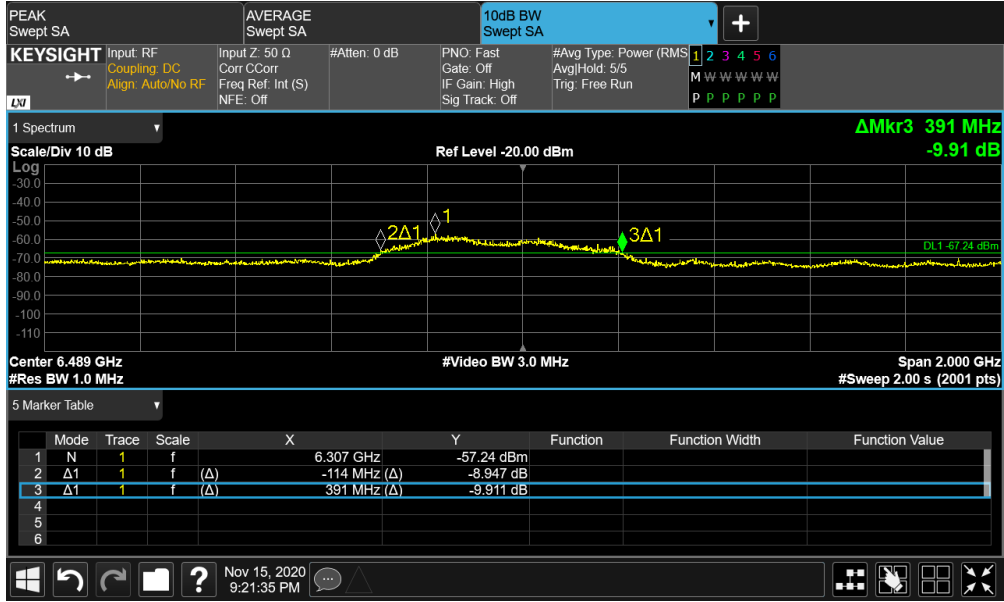 PEAK
Swept SA
AVERAGE
Swept SA
10dB BW
Swept SA
▼
+
KEYSIGHT
LXI
Input: RF
Coupling: DC
Align: Auto/No RF
Input Z: 50 Ω
Corr CCorr
Freq Ref: Int (S)
NFE: Off
#Atten: 0 dB
PNO: Fast
Gate: Off
IF Gain: High
Sig Track: Off
#Avg Type: Power (RMS
Avg|Hold: 5/5
Trig: Free Run
1 2 3 4 5 6
M W W W W W
P P P P P P
1 Spectrum ▼
Scale/Div 10 dB
Ref Level -20.00 dBm
ΔMkr3 391 MHz
-9.91 dB
Log
-30.0
-40.0
-50.0
-60.0
-70.0
-80.0
-90.0
-100
-110
1
2Δ1
3Δ1
DL1 -67.24 dBm
Center 6.489 GHz
#Video BW 3.0 MHz
Span 2.000 GHz
#Res BW 1.0 MHz
#Sweep 2.00 s (2001 pts)
5 Marker Table ▼
Mode Trace Scale X Y Function Function Width Function Value
1 N 1 f 6.307 GHz -57.24 dBm
2 Δ1 1 f (Δ) -114 MHz (Δ) -8.947 dB
3 Δ1 1 f (Δ) 391 MHz (Δ) -9.911 dB
4
5
6
?
Nov 15, 2020
9:21:35 PM